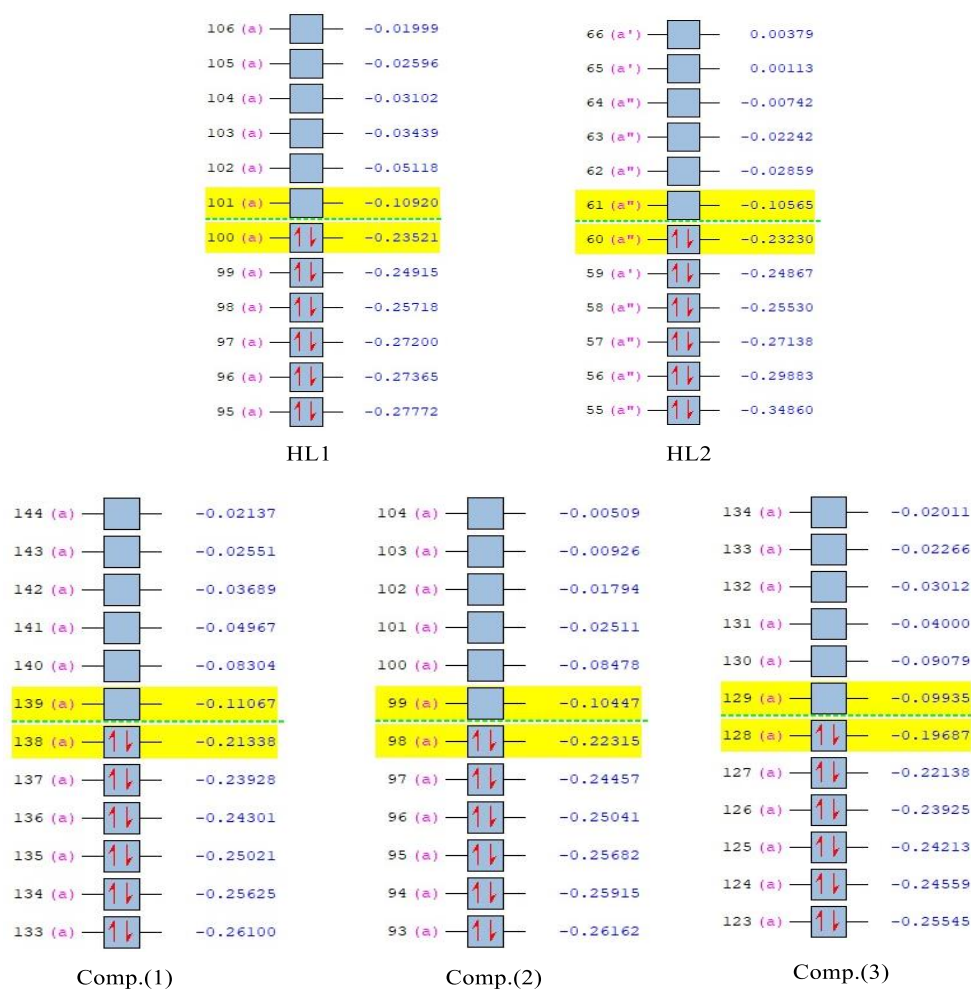 106 (a) -0.01999
105 (a) -0.02596
104 (a) -0.03102
103 (a) -0.03439
102 (a) -0.05118
101 (a) -0.10920
100 (a) -0.23521
99 (a) -0.24915
98 (a) -0.25718
97 (a) -0.27200
96 (a) -0.27365
95 (a) -0.27772
HL1
66 (a') 0.00379
65 (a') 0.00113
64 (a") -0.00742
63 (a") -0.02242
62 (a") -0.02859
61 (a") -0.10565
60 (a") -0.23230
59 (a') -0.24867
58 (a") -0.25530
57 (a") -0.27138
56 (a") -0.29883
55 (a") -0.34860
HL2
144 (a) -0.02137
143 (a) -0.02551
142 (a) -0.03689
141 (a) -0.04967
140 (a) -0.08304
139 (a) -0.11067
138 (a) -0.21338
137 (a) -0.23928
136 (a) -0.24301
135 (a) -0.25021
134 (a) -0.25625
133 (a) -0.26100
Comp.(1)
104 (a) -0.00509
103 (a) -0.00926
102 (a) -0.01794
101 (a) -0.02511
100 (a) -0.08478
99 (a) -0.10447
98 (a) -0.22315
97 (a) -0.24457
96 (a) -0.25041
95 (a) -0.25682
94 (a) -0.25915
93 (a) -0.26162
Comp.(2)
134 (a) -0.02011
133 (a) -0.02266
132 (a) -0.03012
131 (a) -0.04000
130 (a) -0.09079
129 (a) -0.09935
128 (a) -0.19687
127 (a) -0.22138
126 (a) -0.23925
125 (a) -0.24213
124 (a) -0.24559
123 (a) -0.25545
Comp.(3)